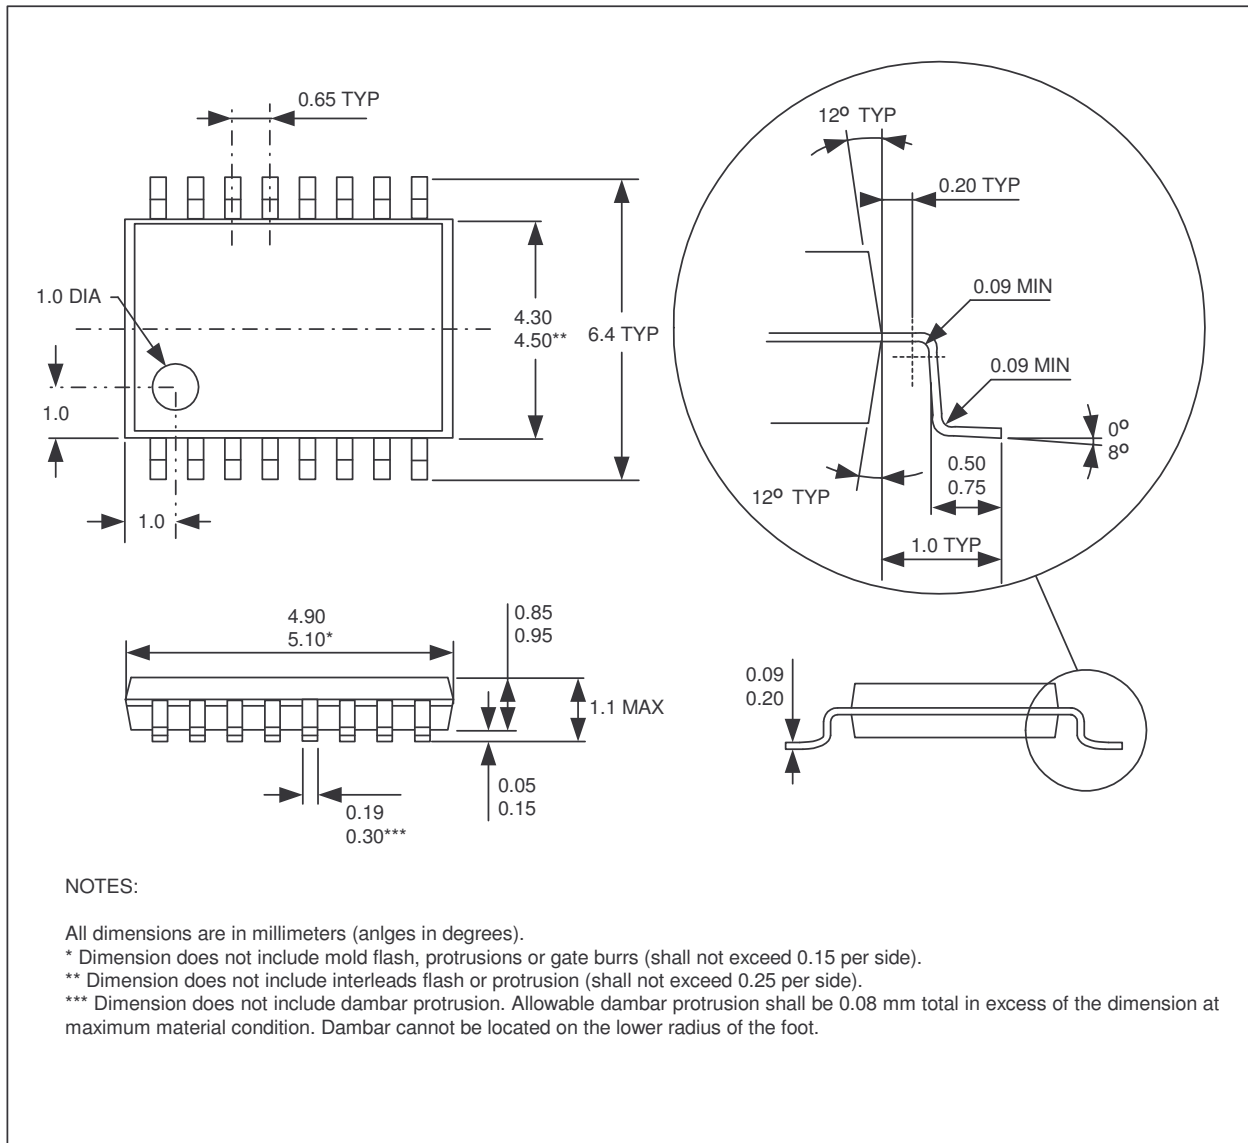 0.65 TYP
1.0 DIA
4.30
4.50**
6.4 TYP
1.0
1.0
12º TYP
0.20 TYP
0.09 MIN
0.09 MIN
0º
8º
0.50
0.75
12º TYP
1.0 TYP
4.90
5.10*
0.85
0.95
1.1 MAX
0.05
0.15
0.19
0.30***
0.09
0.20
NOTES:
All dimensions are in millimeters (anlges in degrees).
* Dimension does not include mold flash, protrusions or gate burrs (shall not exceed 0.15 per side).
** Dimension does not include interleads flash or protrusion (shall not exceed 0.25 per side).
*** Dimension does not include dambar protrusion. Allowable dambar protrusion shall be 0.08 mm total in excess of the dimension at
maximum material condition. Dambar cannot be located on the lower radius of the foot.